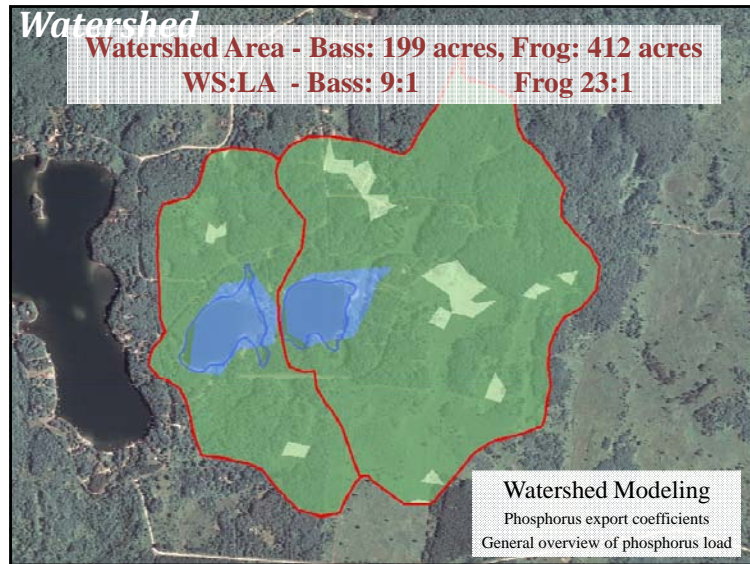 Watershed
Watershed Area - Bass: 199 acres, Frog: 412 acres
WS:LA - Bass: 9:1 Frog 23:1
Watershed Modeling
Phosphorus export coefficients
General overview of phosphorus load